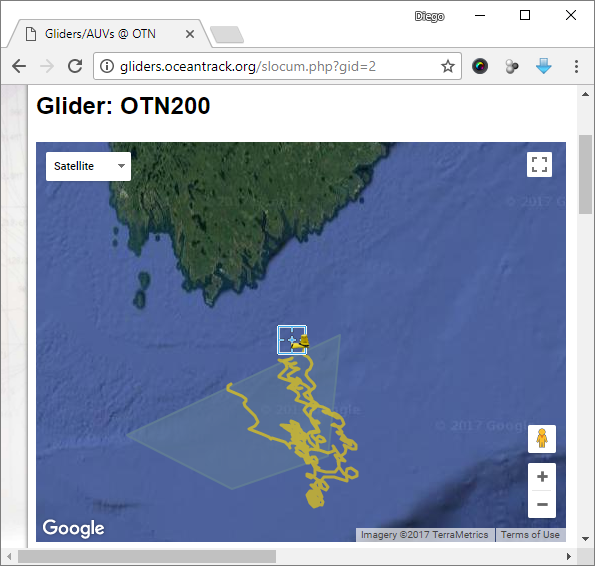 Diego
Gliders/AUVs @ OTN
gliders.oceantrack.org/slocum.php?gid=2
Glider: OTN200
Satellite
© 2017 Google
© 2017 Google
Google
Imagery ©2017 TerraMetrics
Terms of Use